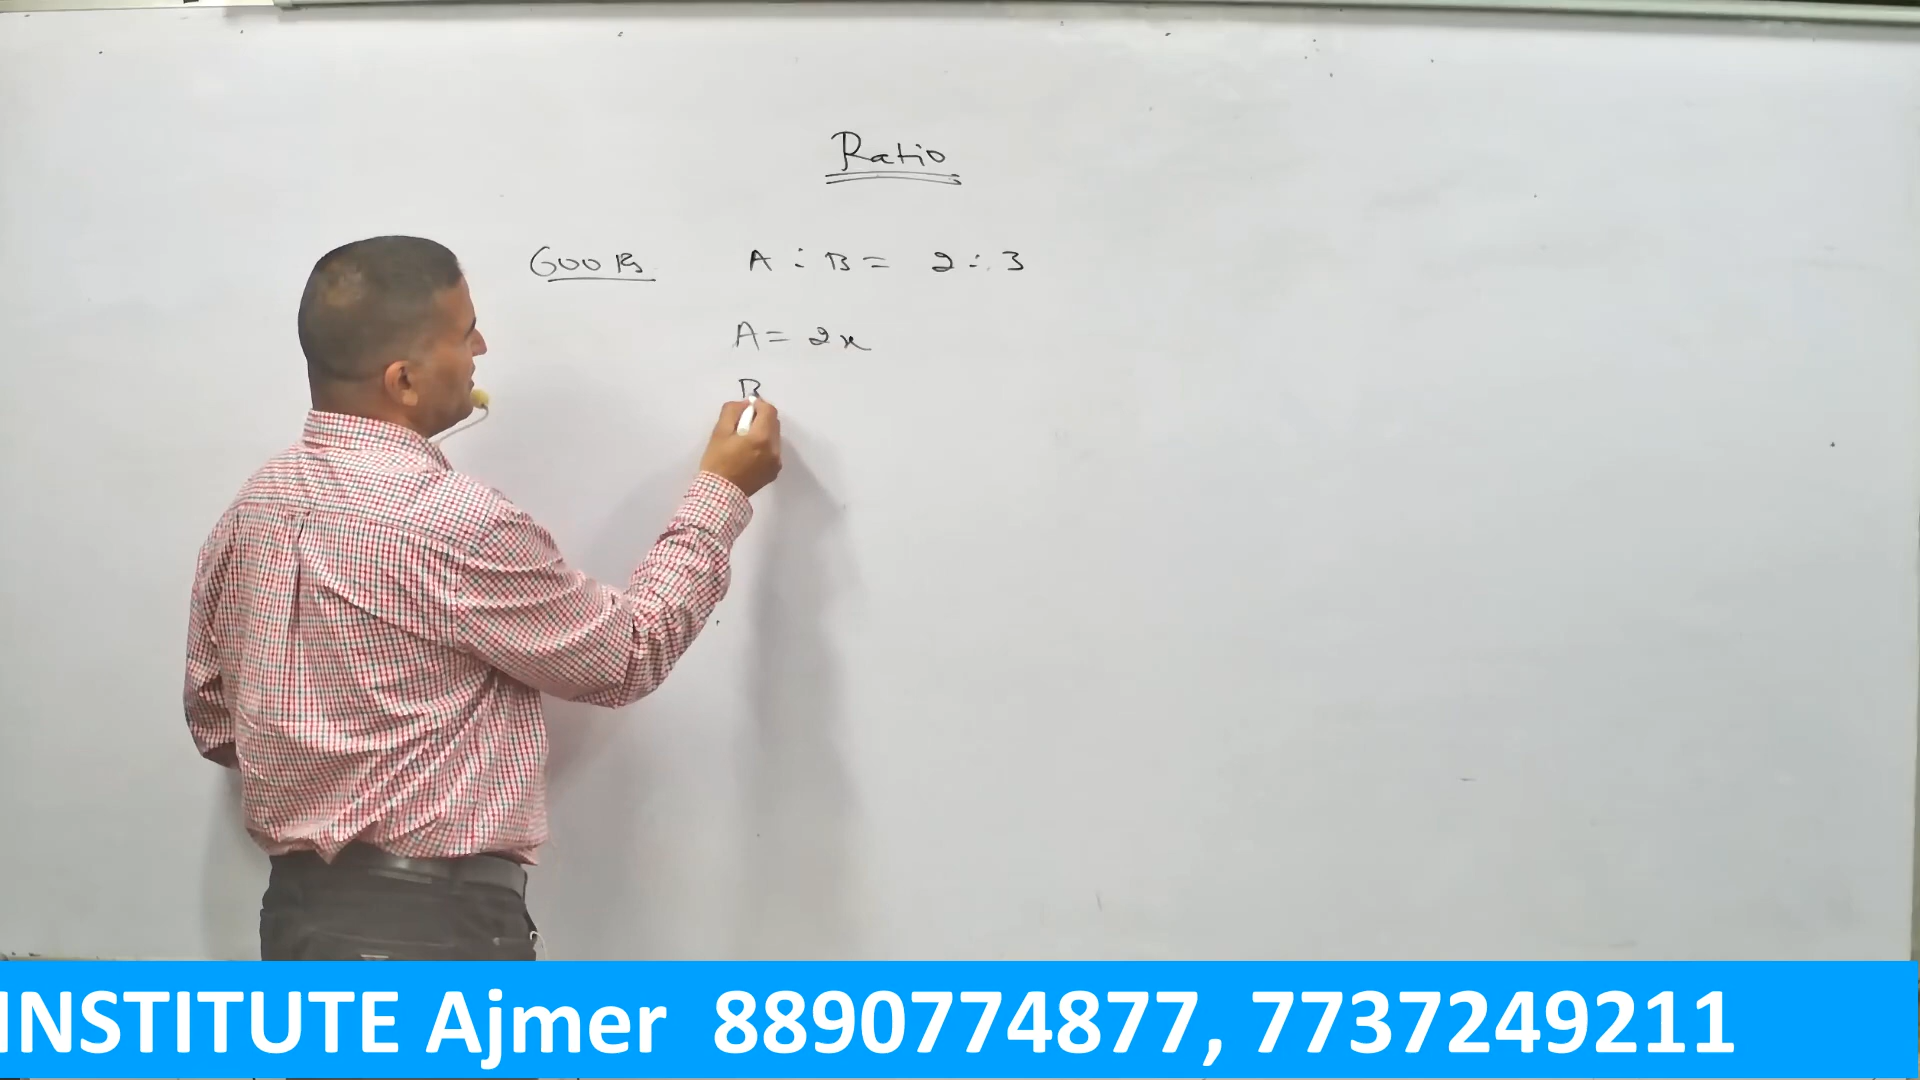 Ratio
600 Rs A : B = 2 : 3
A = 2x
B
INSTITUTE Ajmer 8890774877, 7737249211